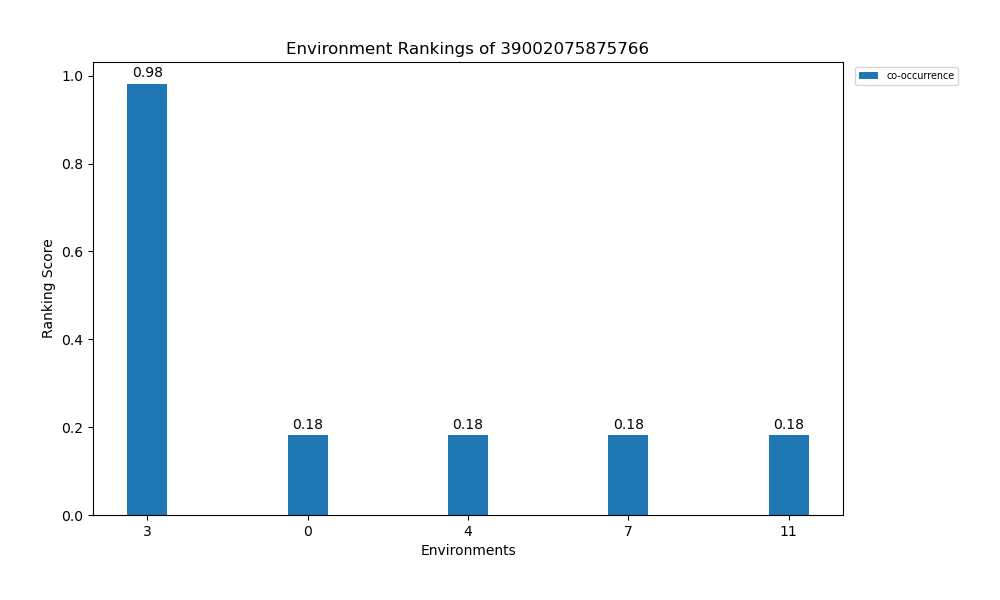 Environment Rankings of 39002075875766
co-occurrence
Ranking Score
1.0
0.8
0.6
0.4
0.2
0.0
0.98
0.18
0.18
0.18
0.18
3 0 4 7 11
Environments